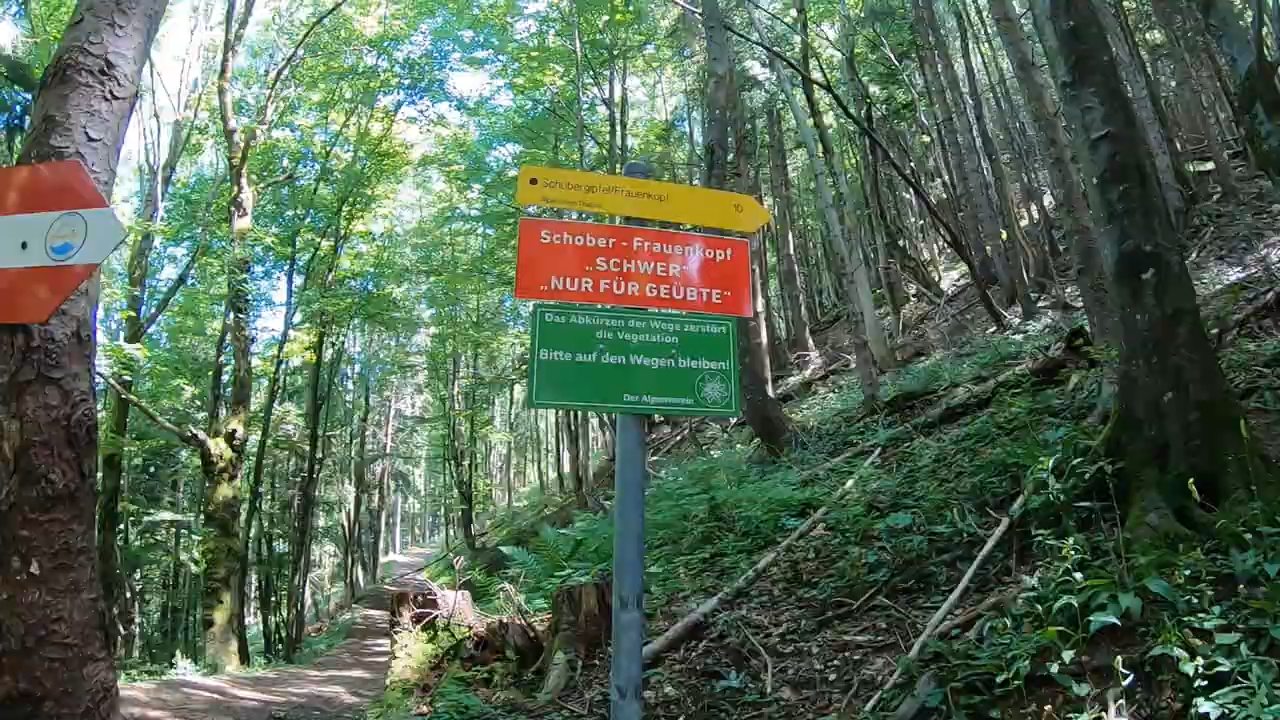 Schobergipfel/Frauenkopf
10
Schober - Frauenkopf
„SCHWER“
„NUR FÜR GEÜBTE“
Das Abkürzen der Wege zerstört
die Vegetation
Bitte auf den Wegen bleiben!
Der Alpenverein